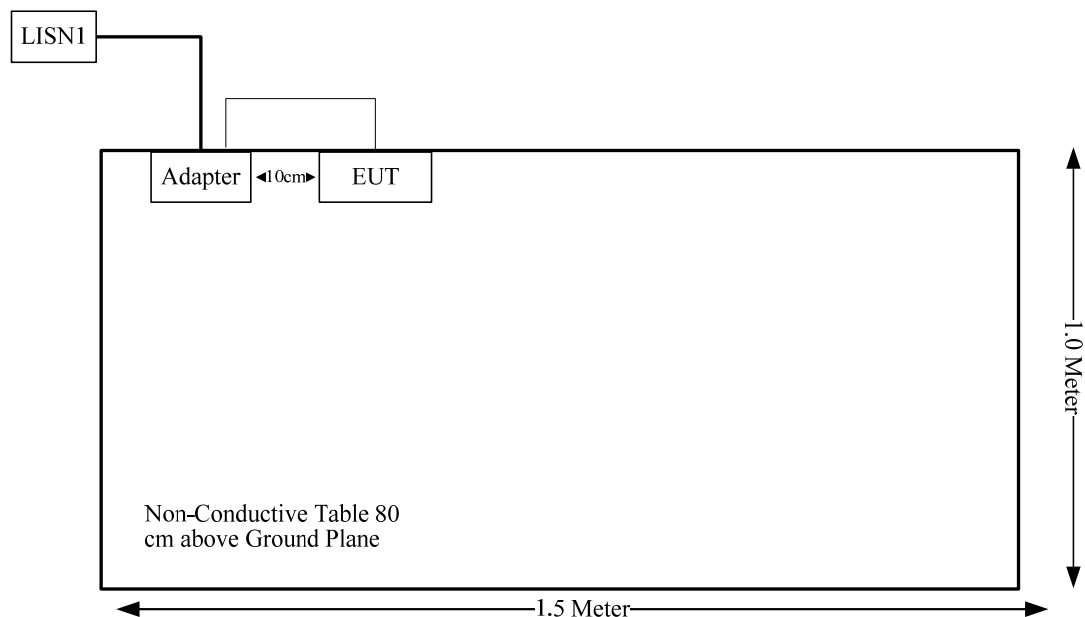 LISN1
Adapter
10cm
EUT
1.0 Meter
Non-Conductive Table 80
cm above Ground Plane
1.5 Meter